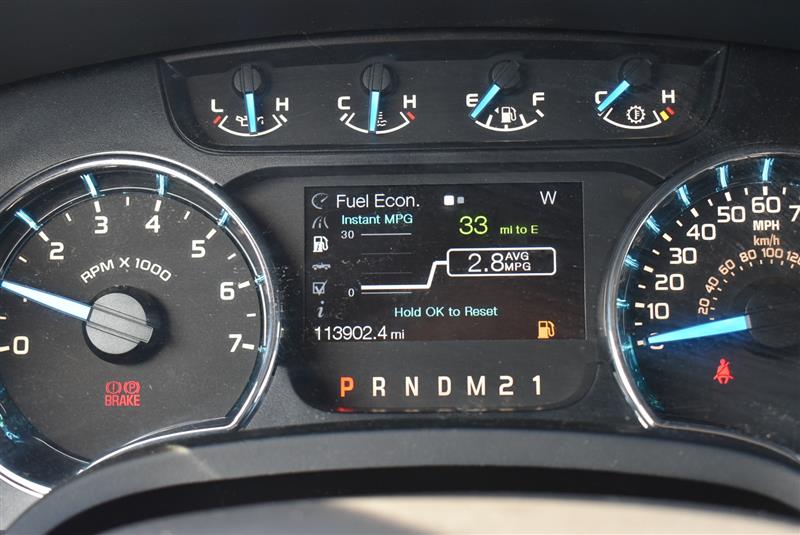 L H C H E F C H
Fuel Econ. W
Instant MPG
30
33 mi to E
2.8 AVG MPG
0
Hold OK to Reset
113902.4 mi
P R N D M 2 1
0 2 3 4 5 6 7
RPM X 1000
BRAKE
20 30 40 50 60 7
MPH
km/h
20 40 60 80 100 120